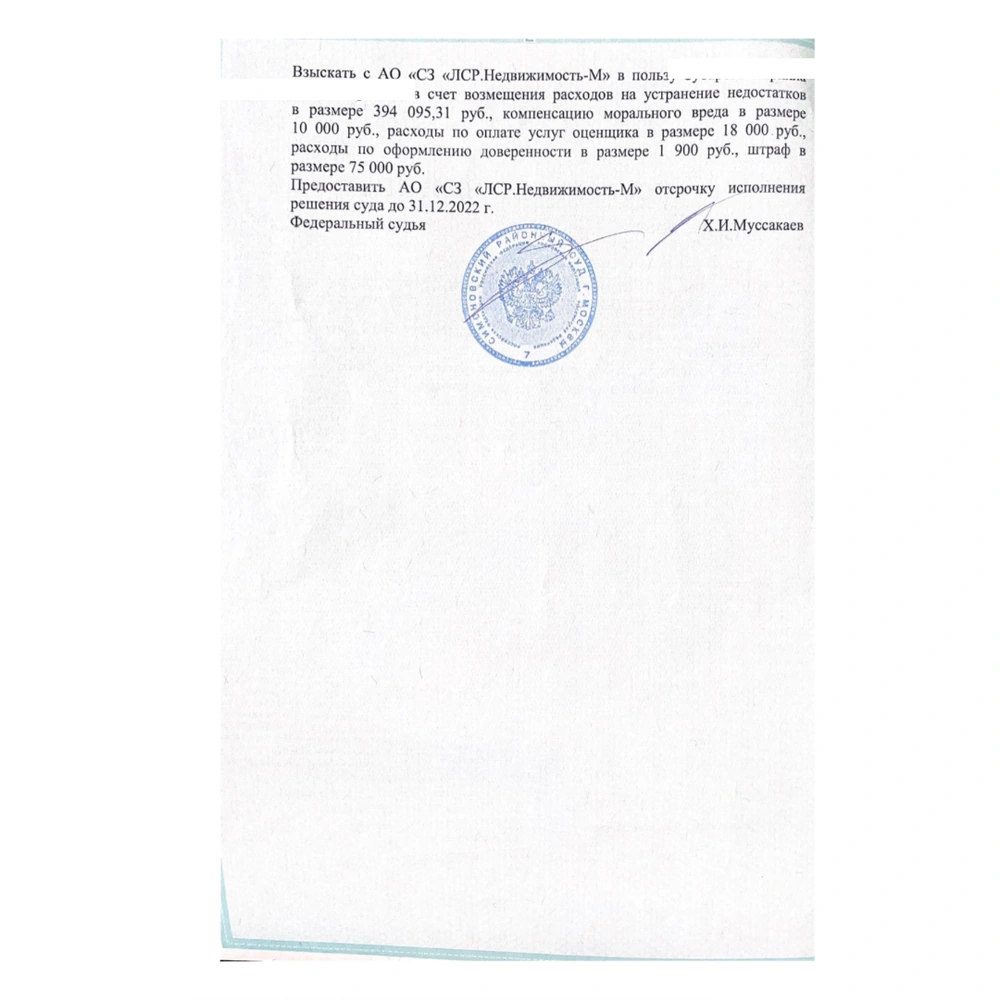 Взыскать с АО «СЗ «ЛСР.Недвижимость-М» в пользу
в счет возмещения расходов на устранение недостатков
в размере 394 095,31 руб., компенсацию морального вреда в размере
10 000 руб., расходы по оплате услуг оценщика в размере 18 000 руб.,
расходы по оформлению доверенности в размере 1 900 руб., штраф в
размере 75 000 руб.
Предоставить АО «СЗ «ЛСР.Недвижимость-М» отсрочку исполнения
решения суда до 31.12.2022 г.
Федеральный судья Х.И.Муссакаев
СИМОНОВСКИЙ РАЙОННЫЙ СУД Г. МОСКВЫ
7